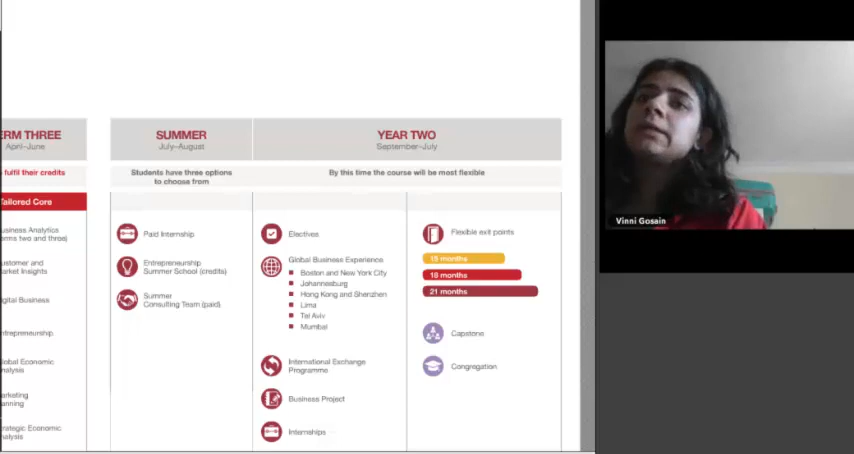 ERM THREE
April–June
fulfil their credits
Tailored Core
usiness Analytics
erms two and three)
ustomer and
arket Insights
igital Business
ntrepreneurship
lobal Economic
nalysis
arketing
anning
trategic Economic
nalysis
SUMMER
July–August
Students have three options
to choose from
Paid Internship
Entrepreneurship
Summer School (credits)
Summer
Consulting Team (paid)
YEAR TWO
September–July
By this time the course will be most flexible
Electives
Global Business Experience
Boston and New York City
Johannesburg
Hong Kong and Shenzhen
Lima
Tel Aviv
Mumbai
International Exchange
Programme
Business Project
Internships
Flexible exit points
15 months
18 months
21 months
Capstone
Congregation
Vinni Gosain